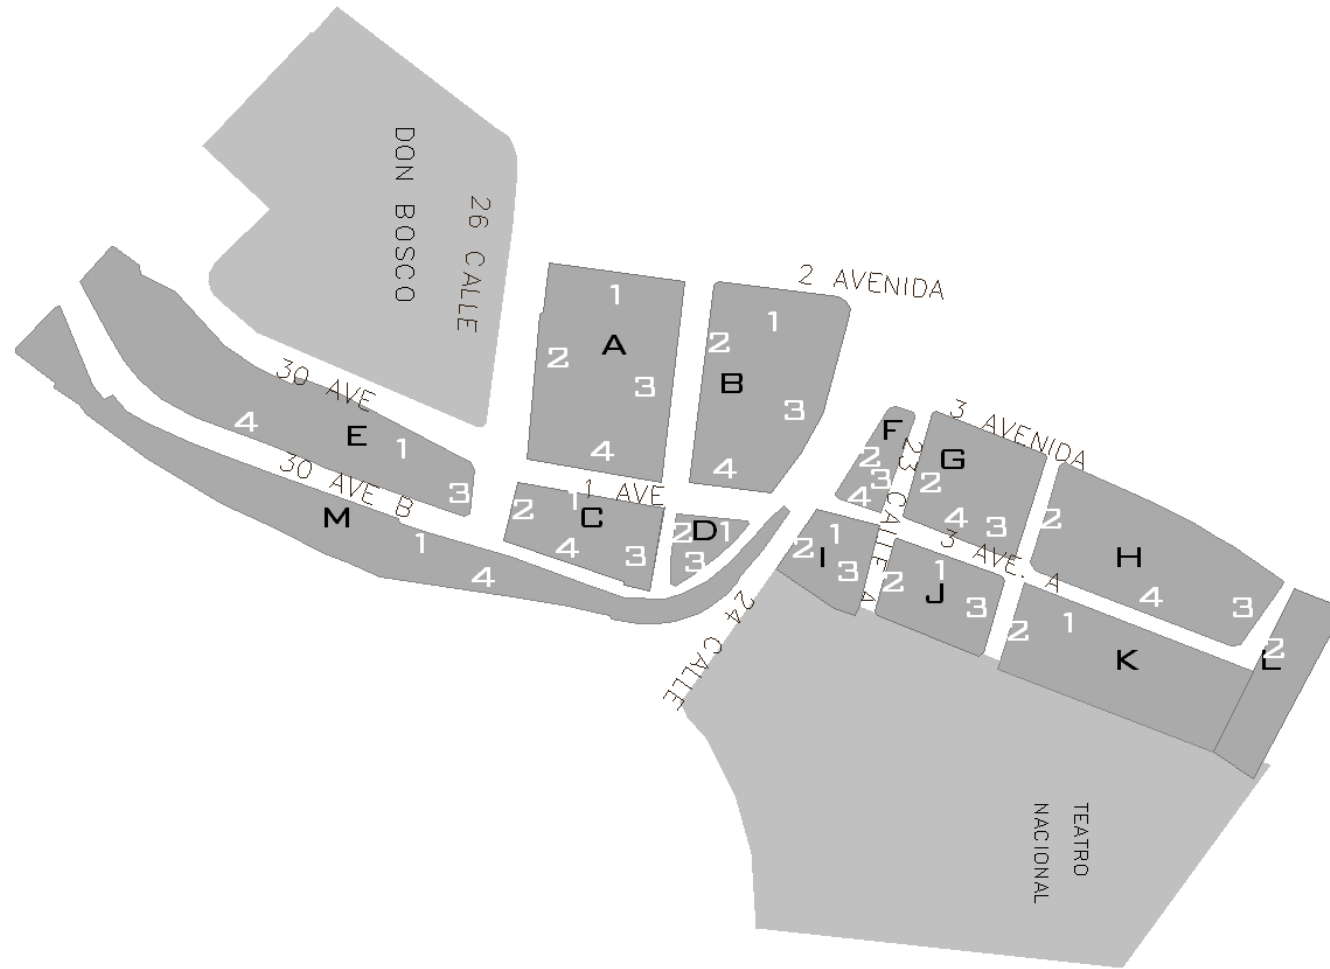 DON BOSCO
26 CALLE
2 AVENIDA
1
A
2
3
4
1
2
B
3
4
30 AVE
4
E
1
3
30 AVE B
M
1
4
1 AVE
1
2
C
4
3
2
D
1
3
F
2
3
4
23 CALLE A
3 AVENIDA
G
2
4
3
3 AVE. A
2
H
4
3
1
2
I
3
1
2
J
3
1
2
K
2
L
24 CALLE
TEATRO
NACIONAL